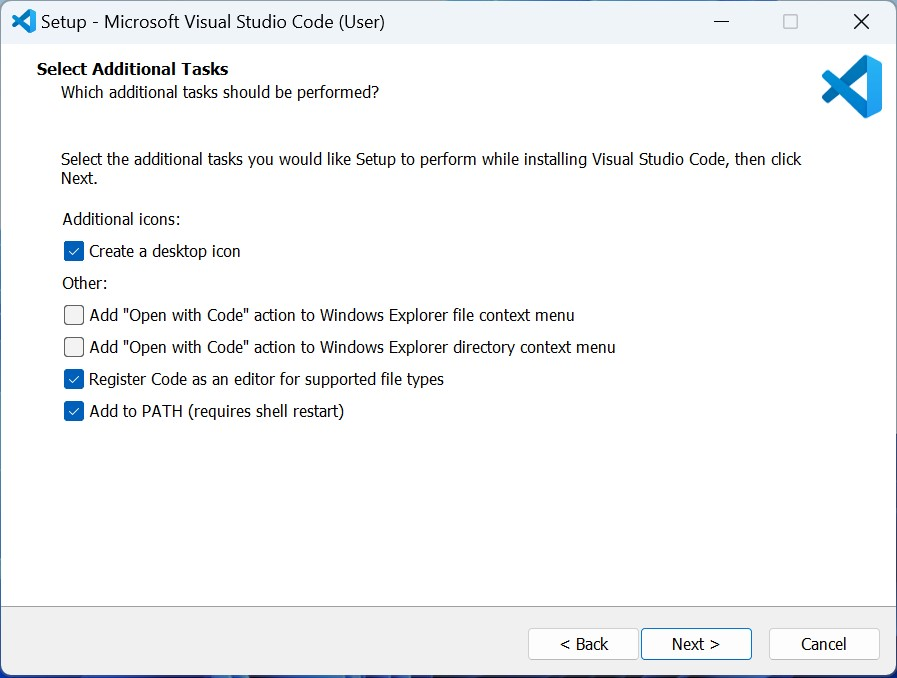 Setup - Microsoft Visual Studio Code (User)
Select Additional Tasks
Which additional tasks should be performed?
Select the additional tasks you would like Setup to perform while installing Visual Studio Code, then click
Next.
Additional icons:
Create a desktop icon
Other:
Add "Open with Code" action to Windows Explorer file context menu
Add "Open with Code" action to Windows Explorer directory context menu
Register Code as an editor for supported file types
Add to PATH (requires shell restart)
< Back Next > Cancel